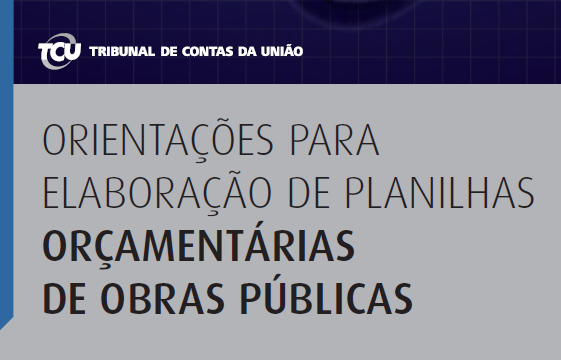 TCU TRIBUNAL DE CONTAS DA UNIÃO
ORIENTAÇÕES PARA
ELABORAÇÃO DE PLANILHAS
ORÇAMENTÁRIAS
DE OBRAS PÚBLICAS